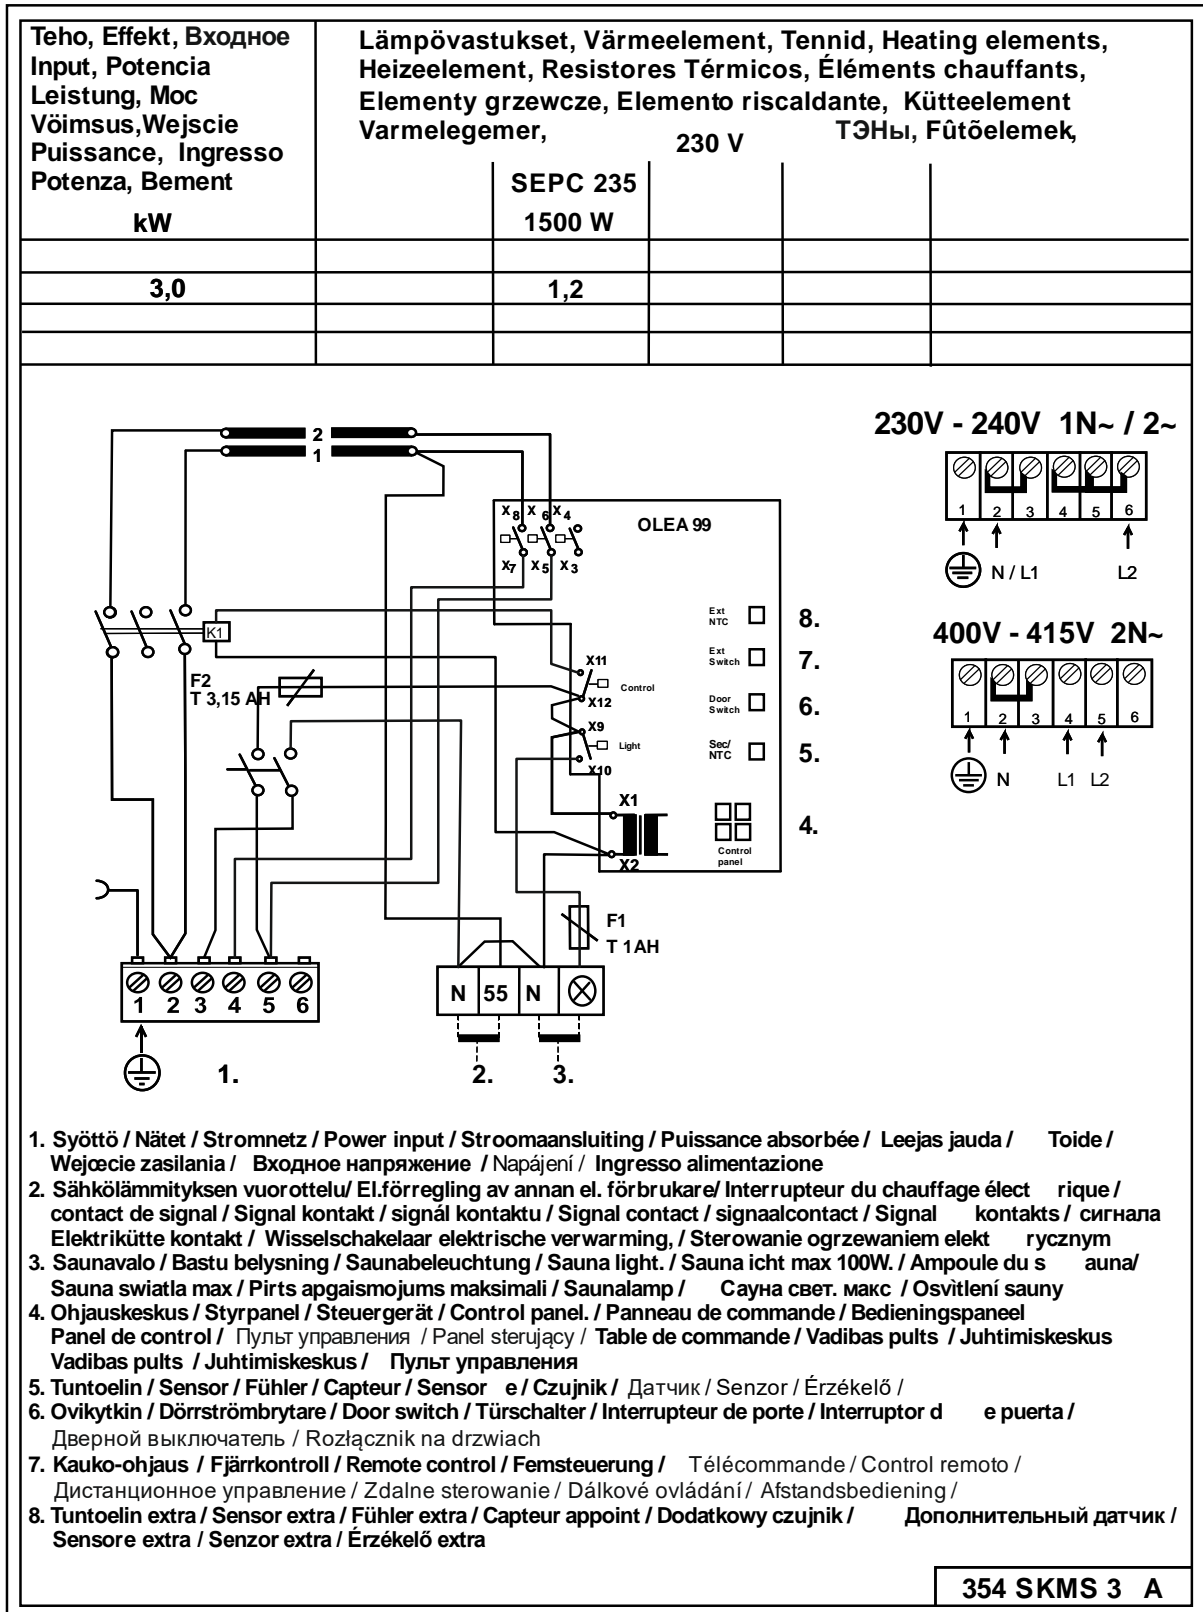 Teho, Effekt, Входное
Input, Potencia
Leistung, Moc
Vöimsus,Wejscie
Puissance, Ingresso
Potenza, Bement
kW
Lämpövastukset, Värmeelement, Tennid, Heating elements,
Heizeelement, Resistores Térmicos, Éléments chauffants,
Elementy grzewcze, Elemento riscaldante, Kütteelement
Varmelegemer, 230 V ТЭНы, Fûtõelemek,
SEPC 235
1500 W
3,0 1,2
2
1
X8 X6 X4
OLEA 99
X7 X5 X3
K1
F2
T 3,15 AH
X11
Control
X12
X9
Light
X10
X1
X2
Ext
NTC
8.
Ext
Switch
7.
Door
Switch
6.
Sec/
NTC
5.
4.
Control
panel
F1
T 1AH
1 2 3 4 5 6
N 55 N
1.
2.
3.
230V - 240V 1N~ / 2~
1 2 3 4 5 6
N / L1 L2
400V - 415V 2N~
1 2 3 4 5 6
N L1 L2
1. Syöttö / Nätet / Stromnetz / Power input / Stroomaansluiting / Puissance absorbée / Leejas jauda / Toide /
Wejœcie zasilania / Входное напряжение / Napájení / Ingresso alimentazione
2. Sähkölämmityksen vuorottelu/ El.förregling av annan el. förbrukare/ Interrupteur du chauffage élect rique /
contact de signal / Signal kontakt / signál kontaktu / Signal contact / signaalcontact / Signal kontakts / сигнала
Elektrikütte kontakt / Wisselschakelaar elektrische verwarming, / Sterowanie ogrzewaniem elekt rycznym
3. Saunavalo / Bastu belysning / Saunabeleuchtung / Sauna light. / Sauna icht max 100W. / Ampoule du s auna/
Sauna swiatla max / Pirts apgaismojums maksimali / Saunalamp / Сауна свет. макс / Osvìtlení sauny
4. Ohjauskeskus / Styrpanel / Steuergerät / Control panel. / Panneau de commande / Bedieningspaneel
Panel de control / Пульт управления / Panel sterujący / Table de commande / Vadibas pults / Juhtimiskeskus
Vadibas pults / Juhtimiskeskus / Пульт управления
5. Tuntoelin / Sensor / Fühler / Capteur / Sensor e / Czujnik / Датчик / Senzor / Érzékelő /
6. Ovikytkin / Dörrströmbrytare / Door switch / Türschalter / Interrupteur de porte / Interruptor d e puerta /
Дверной выключатель / Rozłącznik na drzwiach
7. Kauko-ohjaus / Fjärrkontroll / Remote control / Femsteuerung / Télécommande / Control remoto /
Дистанционное управление / Zdalne sterowanie / Dálkové ovládání / Afstandsbediening /
8. Tuntoelin extra / Sensor extra / Fühler extra / Capteur appoint / Dodatkowy czujnik / Дополнительный датчик /
Sensore extra / Senzor extra / Érzékelő extra
354 SKMS 3 A